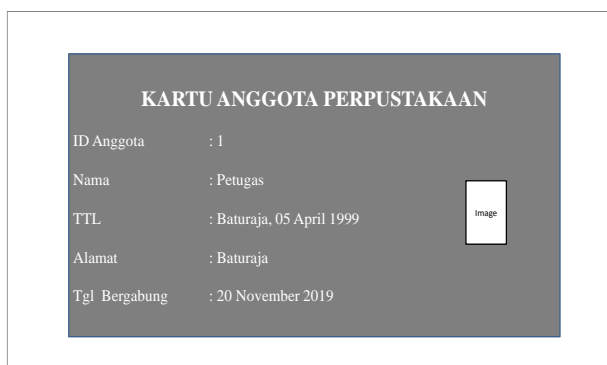 KARTU ANGGOTA PERPUSTAKAAN
ID Anggota : 1
Nama : Petugas
TTL : Baturaja, 05 April 1999
Image
Alamat : Baturaja
Tgl Bergabung : 20 November 2019